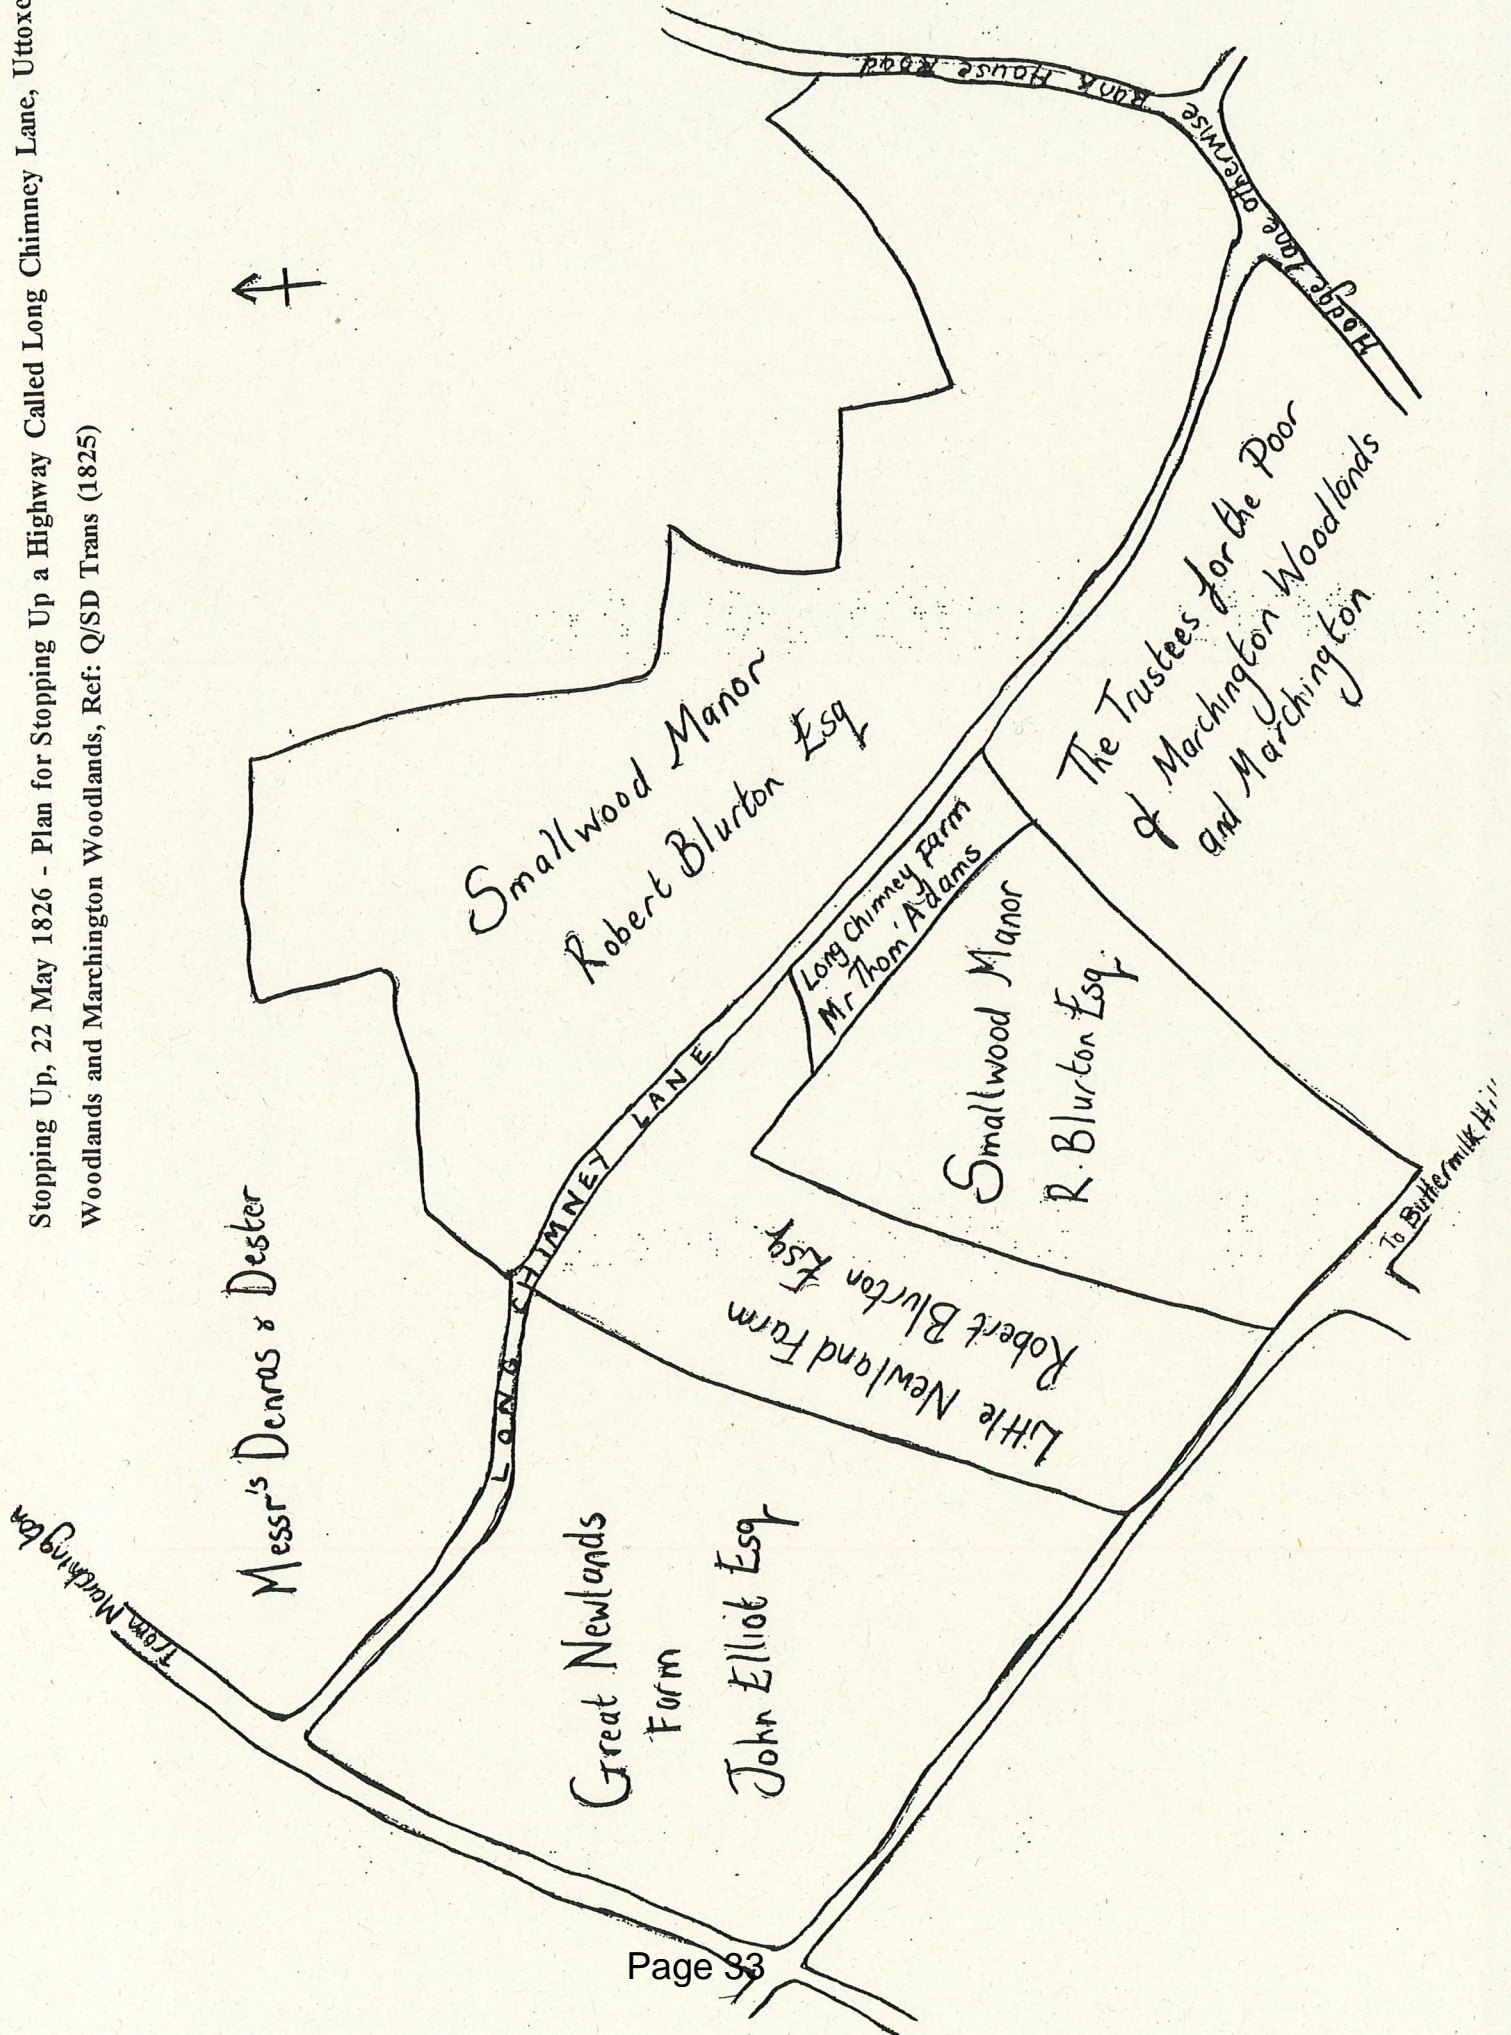 Stopping Up, 22 May 1826 - Plan for Stopping Up a Highway Called Long Chimney Lane, Uttoxe
Woodlands and Marchington Woodlands, Ref: Q/SD Trans (1825)
From Marchington
Messr's Denras & Dester
Smallwood Manor
Robert Blurton Esq
Bank House Road
Hodge Lane otherwise
LONG CHIMNEY LANE
Long Chimney Farm
Mr Thom' Adams
The Trustees for the Poor
of Marchington Woodlands
and Marchington
Smallwood Manor
R. Blurton Esq.
Little Newland Farm
Robert Blurton Esq.
Great Newlands
Farm
John Elliot Esq
To Buttermilk Hill
Page 33